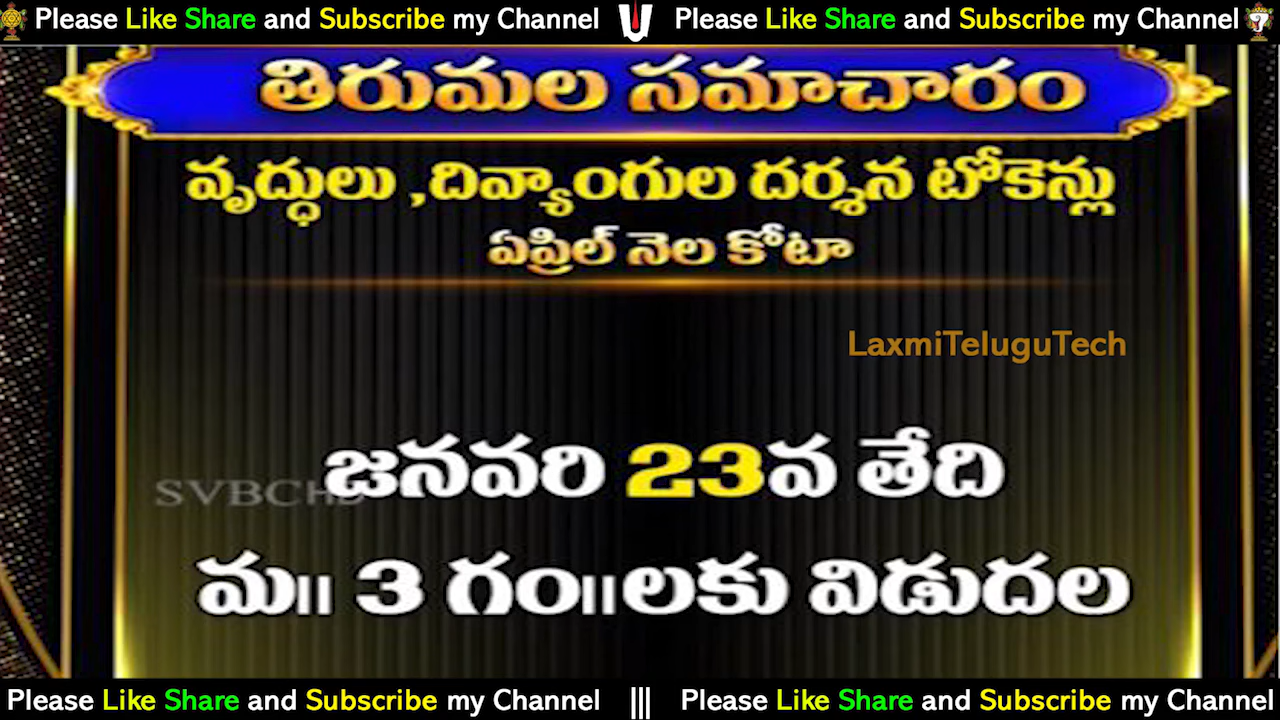 Please Like Share and Subscribe my Channel Please Like Share and Subscribe my Channel
తిరుమల సమాచారం
వృద్ధులు ,దివ్యాంగుల దర్శన టోకెన్లు
ఏప్రిల్ నెల కోటా
LaxmiTeluguTech
జనవరి 23వ తేది
SVBC HD
మ॥ 3 గం॥లకు విడుదల
Please Like Share and Subscribe my Channel ||| Please Like Share and Subscribe my Channel